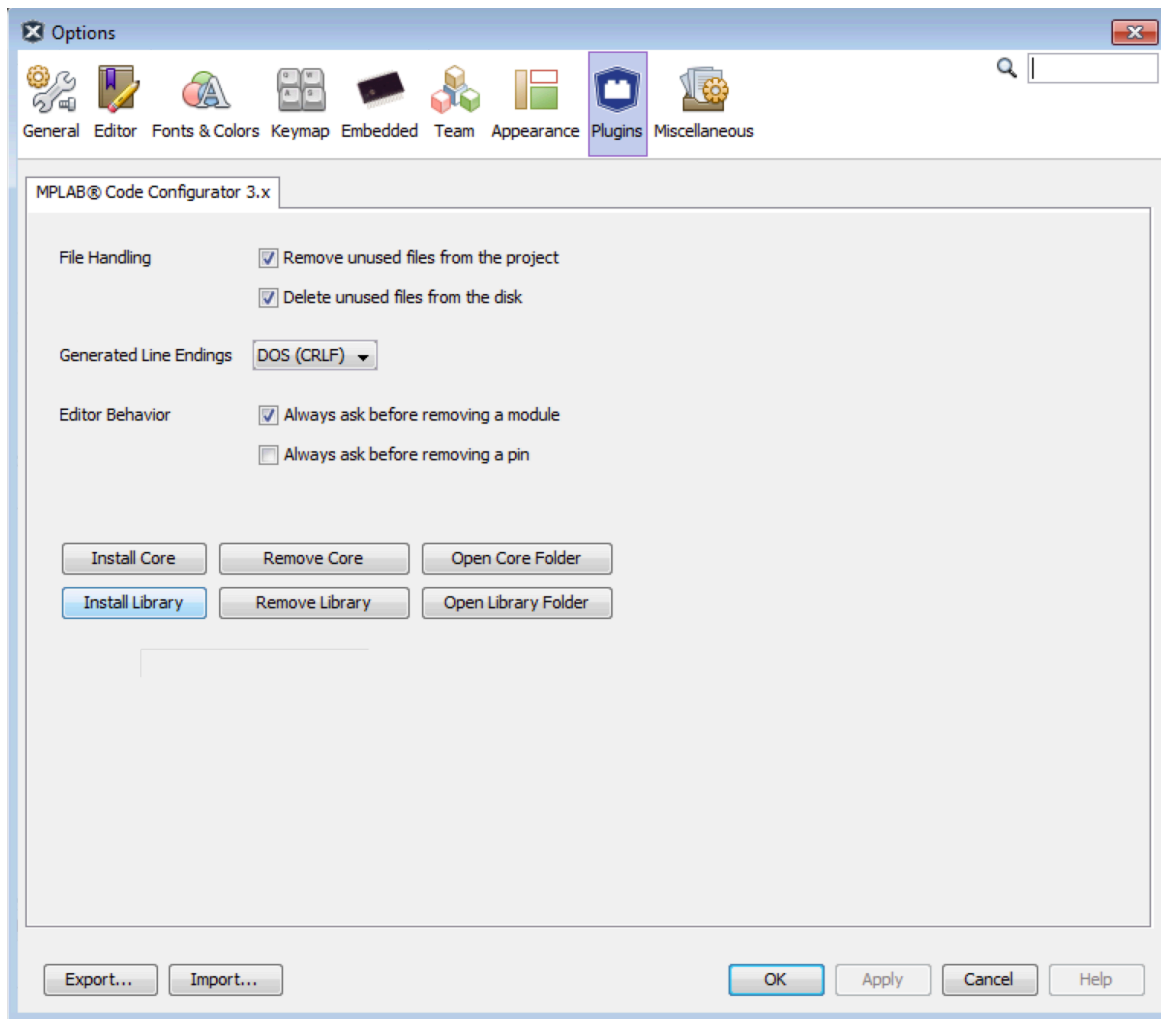 Options
General Editor Fonts & Colors Keymap Embedded Team Appearance Plugins Miscellaneous
MPLAB® Code Configurator 3.x
File Handling Remove unused files from the project
Delete unused files from the disk
Generated Line Endings DOS (CRLF)
Editor Behavior Always ask before removing a module
Always ask before removing a pin
Install Core Remove Core Open Core Folder
Install Library Remove Library Open Library Folder
Export... Import... OK Apply Cancel Help